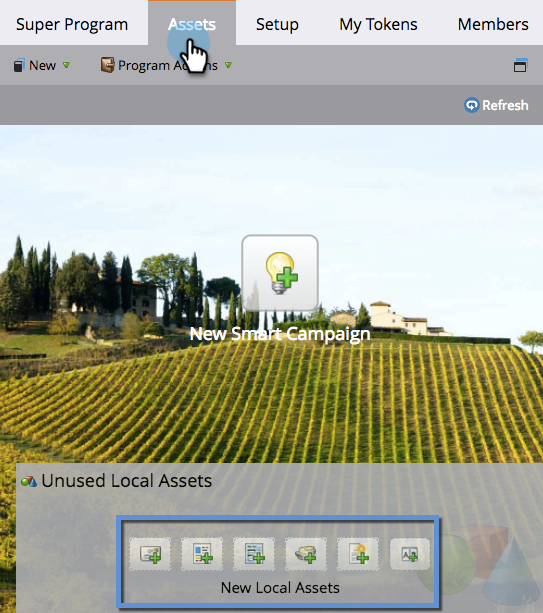 Super Program Assets Setup My Tokens Members
New Program Actions
Refresh
New Smart Campaign
Unused Local Assets
New Local Assets